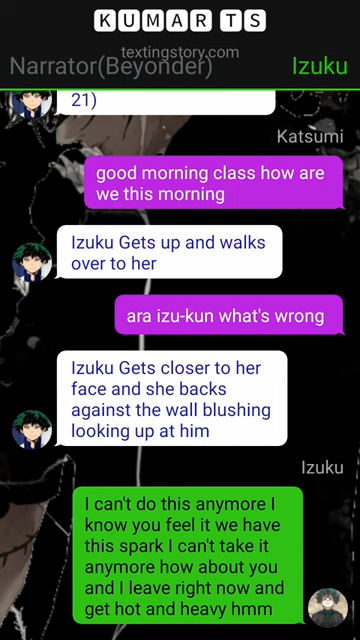 KUMAR TS
textingstory.com
Narrator(Beyonder) Izuku
21)
Katsumi
good morning class how are
we this morning
Izuku Gets up and walks
over to her
ara izu-kun what's wrong
Izuku Gets closer to her
face and she backs
against the wall blushing
looking up at him
Izuku
I can't do this anymore I
know you feel it we have
this spark I can't take it
anymore how about you
and I leave right now and
get hot and heavy hmm